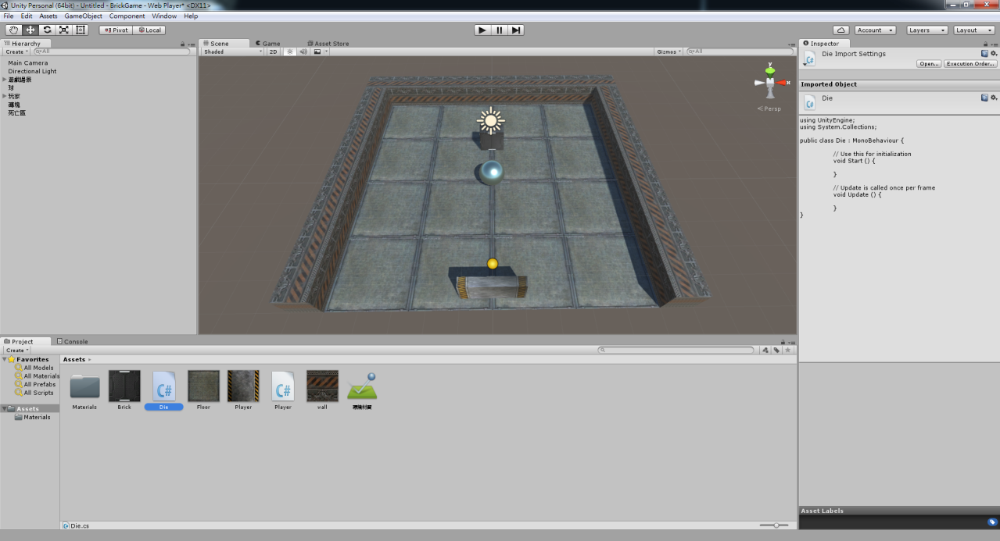 Unity Personal (64bit) - Untitled - BrickGame - Web Player* <DX11>
File Edit Assets GameObject Component Window Help
Pivot Local Account Layers Layout
Hierarchy
Create All
Main Camera
Directional Light
遊戲場景
球
玩家
磚塊
死亡區
Scene Game Asset Store
Shaded 2D Gizmos All
y
x
Persp
Inspector
Die Import Settings
C#
Open... Execution Order...
Imported Object
Die
C#
using UnityEngine;
using System.Collections;
public class Die : MonoBehaviour {
// Use this for initialization
void Start () {
}
// Update is called once per frame
void Update () {
}
}
Project Console
Create
Favorites
All Models
All Materials
All Prefabs
All Scripts
Assets
Materials
Assets
C# C#
Materials Brick Die Floor Player Player wall
Die.cs
Asset Labels